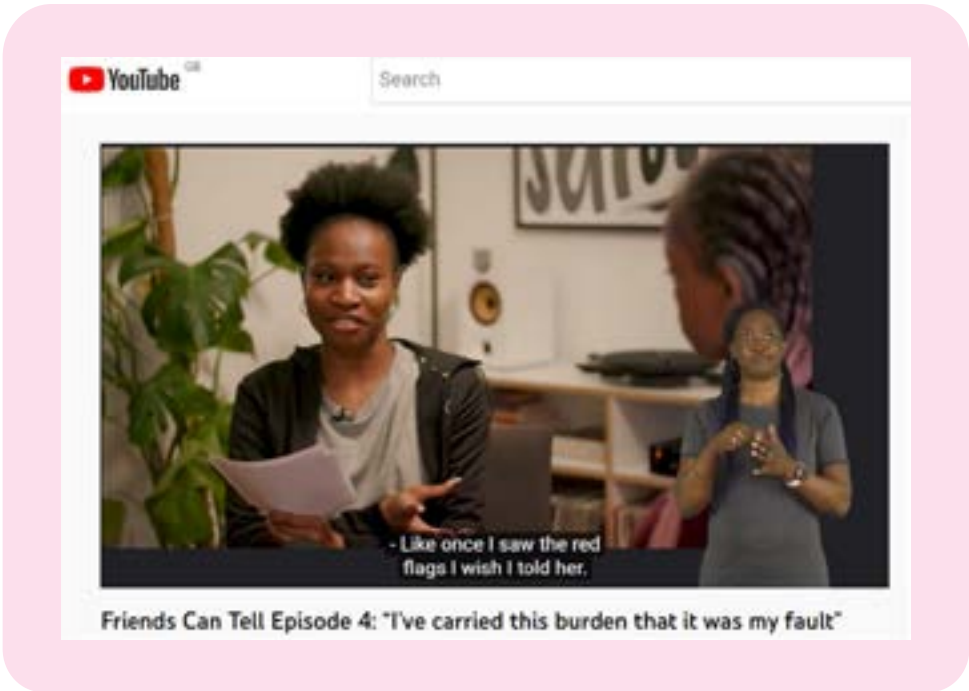 YouTube GB
Search
- Like once I saw the red
flags I wish I told her.
Friends Can Tell Episode 4: "I've carried this burden that it was my fault"